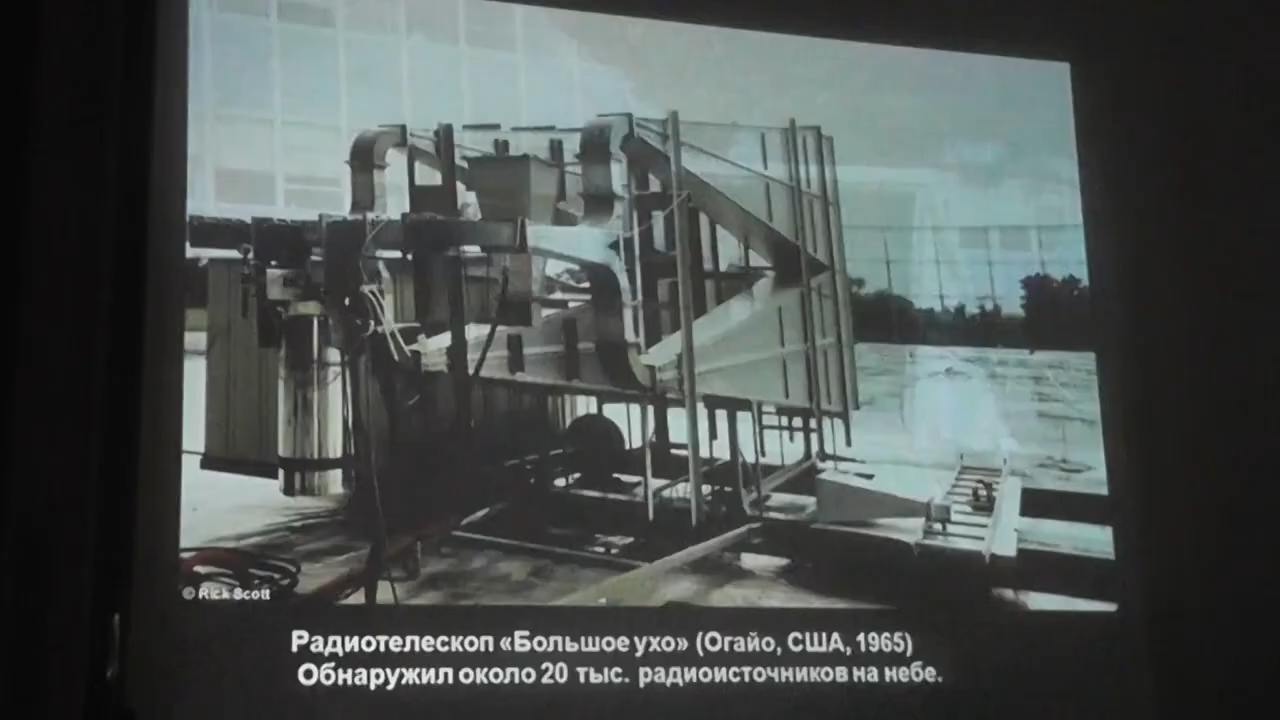 © Rick Scott
Радиотелескоп «Большое ухо» (Огайо, США, 1965)
Обнаружил около 20 тыс. радиоисточников на небе.